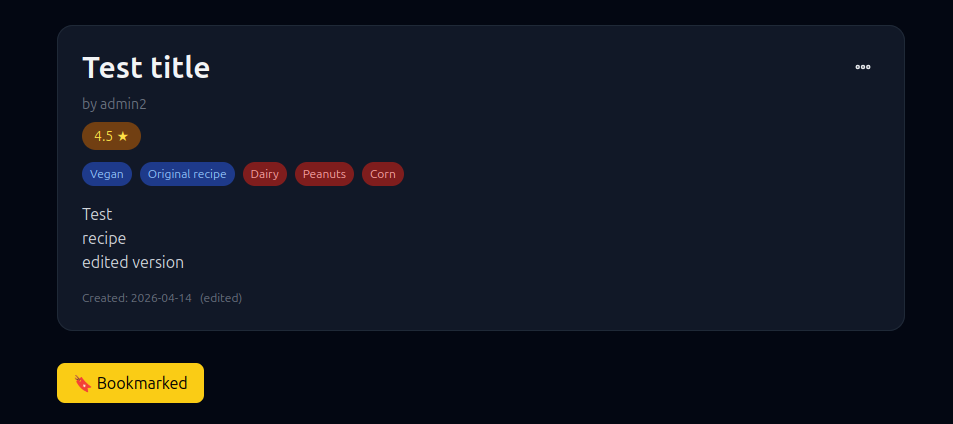 Test title
by admin2
4.5 ★
Vegan Original recipe Dairy Peanuts Corn
Test
recipe
edited version
Created: 2026-04-14 (edited)
🔖 Bookmarked